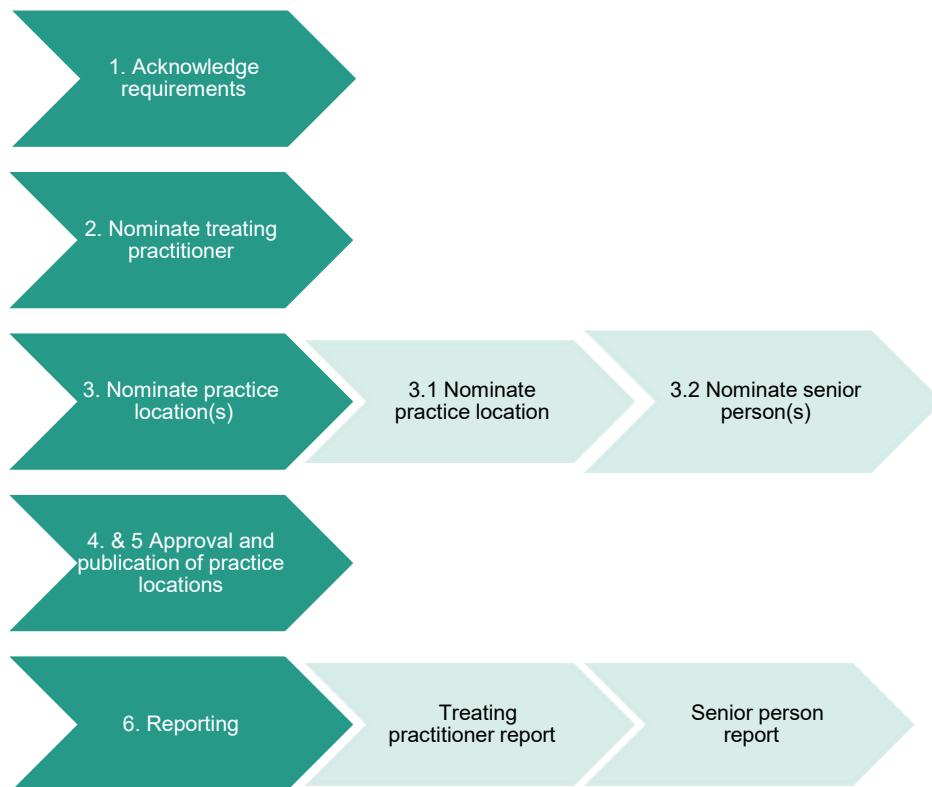 1. Acknowledge
requirements
2. Nominate treating
practitioner
3. Nominate practice
location(s)
3.1 Nominate
practice location
3.2 Nominate senior
person(s)
4. & 5 Approval and
publication of practice
locations
6. Reporting
Treating
practitioner report
Senior person
report